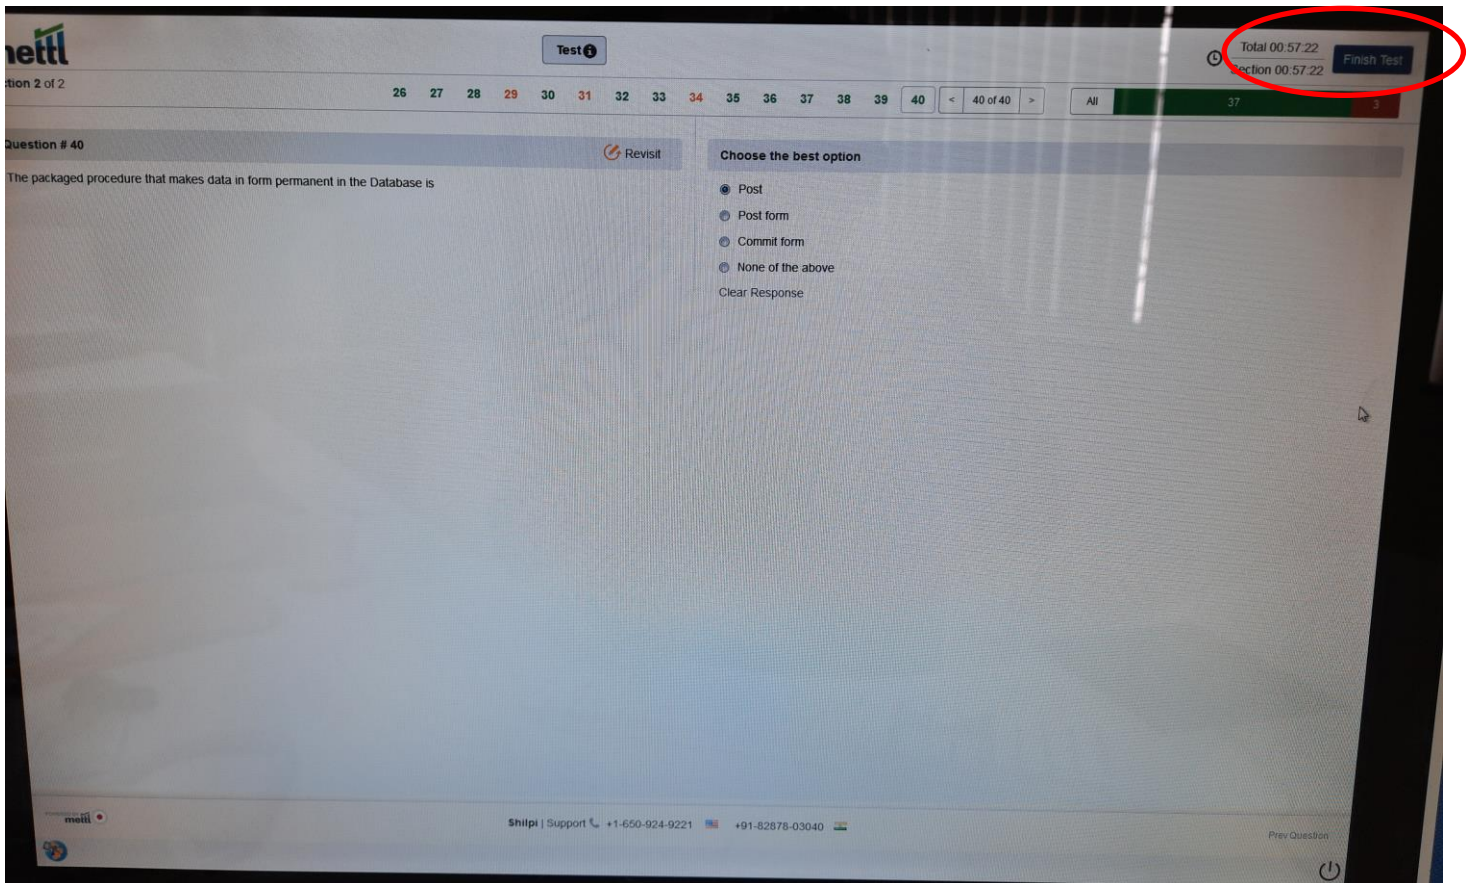 mettl
Test
Total 00:57:22
Section 00:57:22
Finish Test
tion 2 of 2
26 27 28 29 30 31 32 33 34 35 36 37 38 39 40 < 40 of 40 > All 37 3
Question # 40
Revisit
The packaged procedure that makes data in form permanent in the Database is
Choose the best option
Post
Post form
Commit form
None of the above
Clear Response
mettl
Shilpi | Support +1-650-924-9221 +91-82878-03040
Prev Question